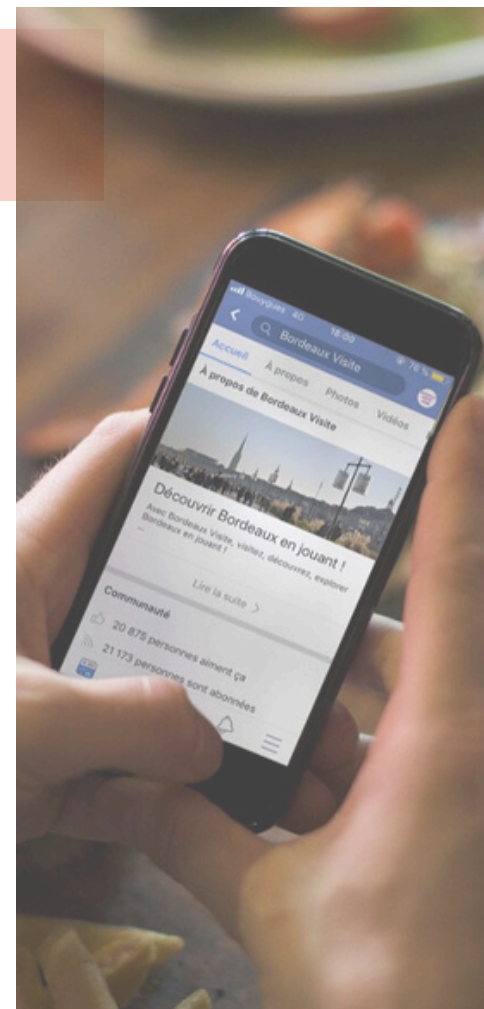 Bouygues 4G 18:09 76 %
Bordeaux Visite
Accueil À propos Photos Vidéos
À propos de Bordeaux Visite
Découvrir Bordeaux en jouant !
Avec Bordeaux Visite, visitez, découvrez, explorer
Bordeaux en jouant !
...
Lire la suite >
Communauté
20 875 personnes aiment ça
21 173 personnes sont abonnées